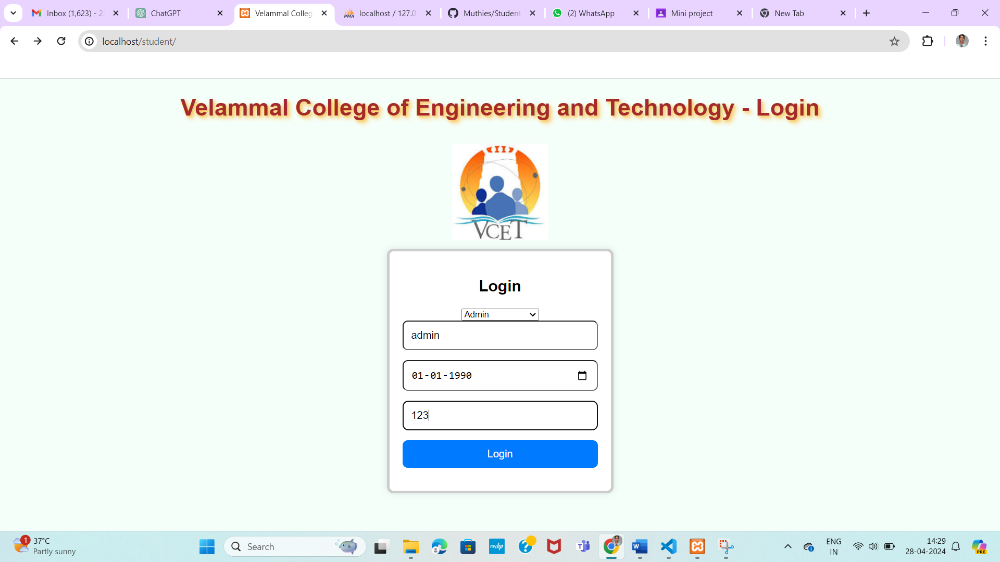 Inbox (1,623) - 2
ChatGPT
Velammal Colleg
localhost / 127.0.
Muthies/Student
(2) WhatsApp
Mini project
New Tab
localhost/student/
Velammal College of Engineering and Technology - Login
VCET
Login
Admin
admin
01-01-1990
123
Login
1
37°C
Partly sunny
Search
myhp
ENG
IN
14:29
28-04-2024
PRE